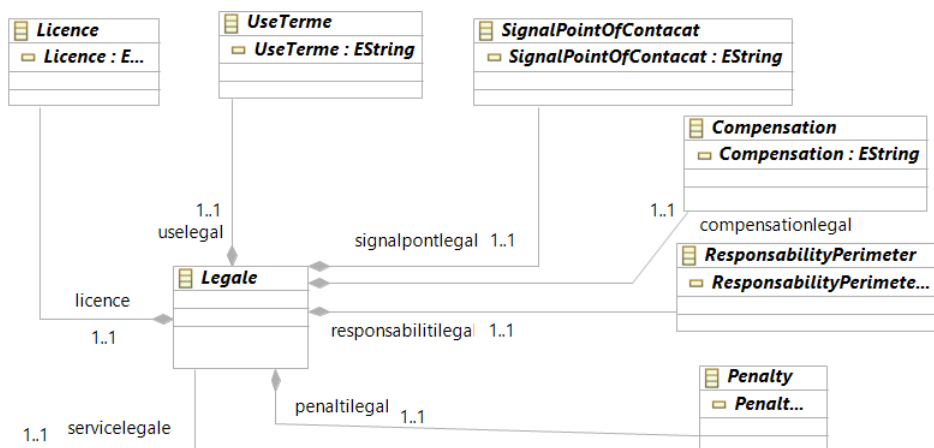 Licence
Licence : E...
UseTerme
UseTerme : EString
SignalPointOfContacat
SignalPointOfContacat : EString
Compensation
Compensation : EString
1..1
uselegal
signalpontlegal 1..1
1..1
compensationlegal
ResponsabilityPerimeter
ResponsabilityPerimete...
Legale
licence
1..1
responsabilitilegal 1..1
Penalty
Penalt...
penaltilegal
1..1
1..1 servicelegale